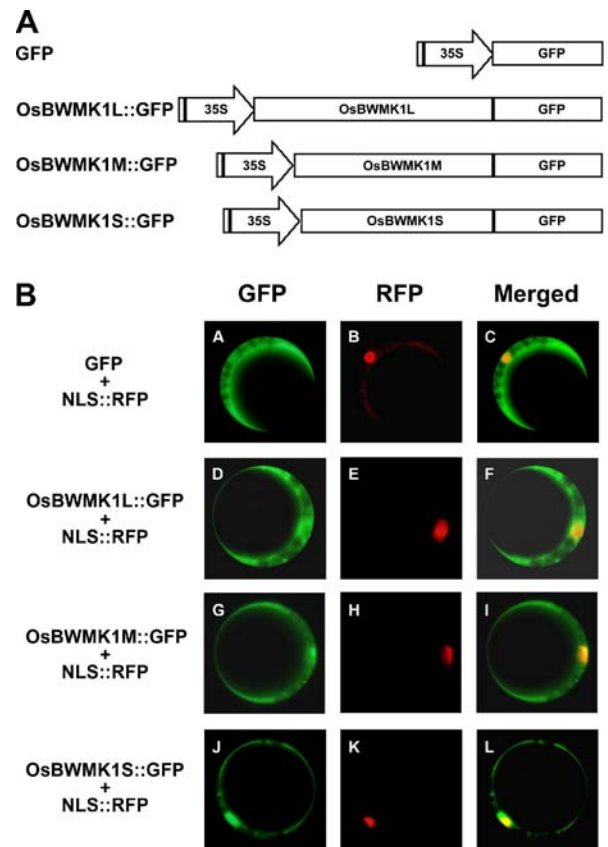 A
GFP
35S GFP
OsBWMK1L::GFP
35S OsBWMK1L GFP
OsBWMK1M::GFP
35S OsBWMK1M GFP
OsBWMK1S::GFP
35S OsBWMK1S GFP
B
GFP RFP Merged
GFP
+
NLS::RFP
A B C
OsBWMK1L::GFP
+
NLS::RFP
D E F
OsBWMK1M::GFP
+
NLS::RFP
G H I
OsBWMK1S::GFP
+
NLS::RFP
J K L